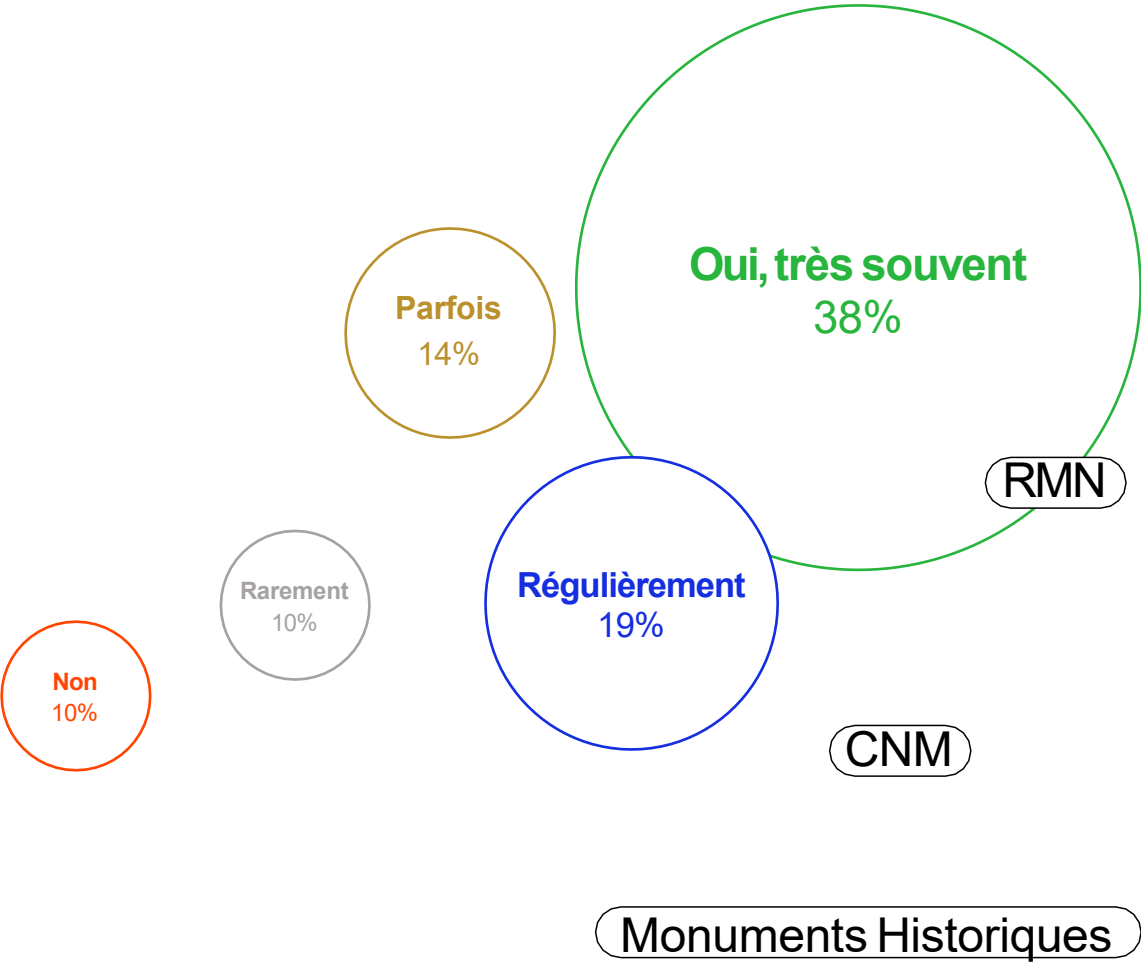 Oui, très souvent
38%
Parfois
14%
RMN
Régulièrement
19%
Rarement
10%
Non
10%
CNM
Monuments Historiques